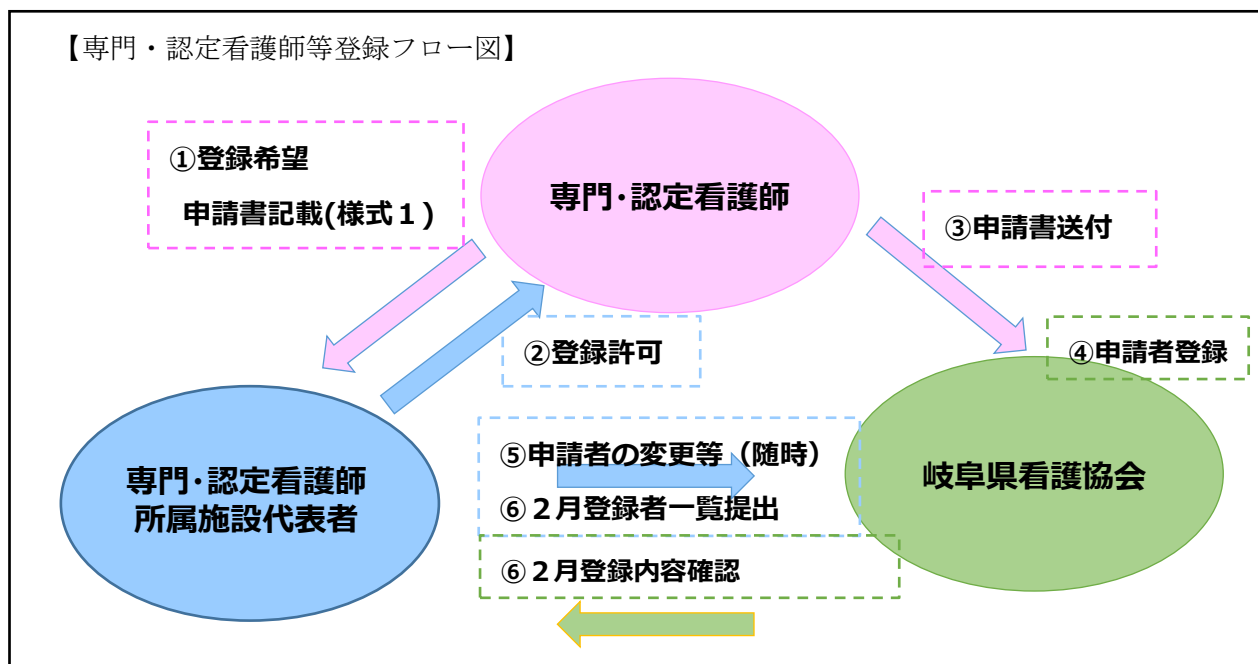 【専門・認定看護師等登録フロー図】
①登録希望
申請書記載(様式１)
専門･認定看護師
③申請書送付
②登録許可
④申請者登録
専門･認定看護師
所属施設代表者
⑤申請者の変更等（随時）
⑥２月登録者一覧提出
岐阜県看護協会
⑥２月登録内容確認